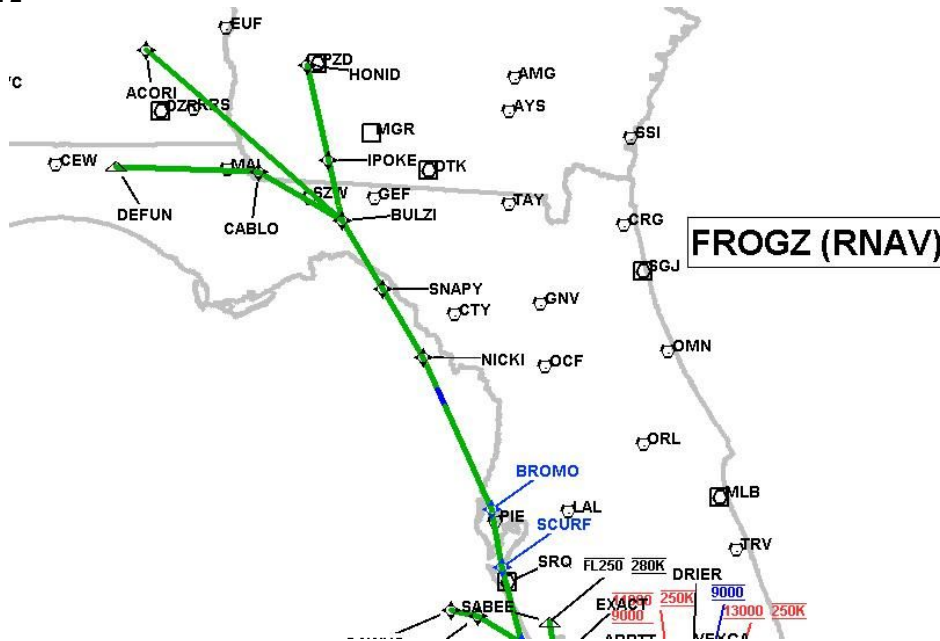 EUF
PZD
HONID
AMG
ACORI
AYS
MGR
SSI
CEW
IPOKE
DTK
DEFUN
CABLO
SZW
GEF
TAY
BULZI
CRG
FROGZ (RNAV)
SGJ
SNAPY
CTY
GNV
OMN
NICKI
OCF
ORL
BROMO
MLB
PIE
LAL
SCURF
TRV
SRQ
FL250 280K
DRIER
SABEE
EXACT
250K
9000
9000
13000 250K